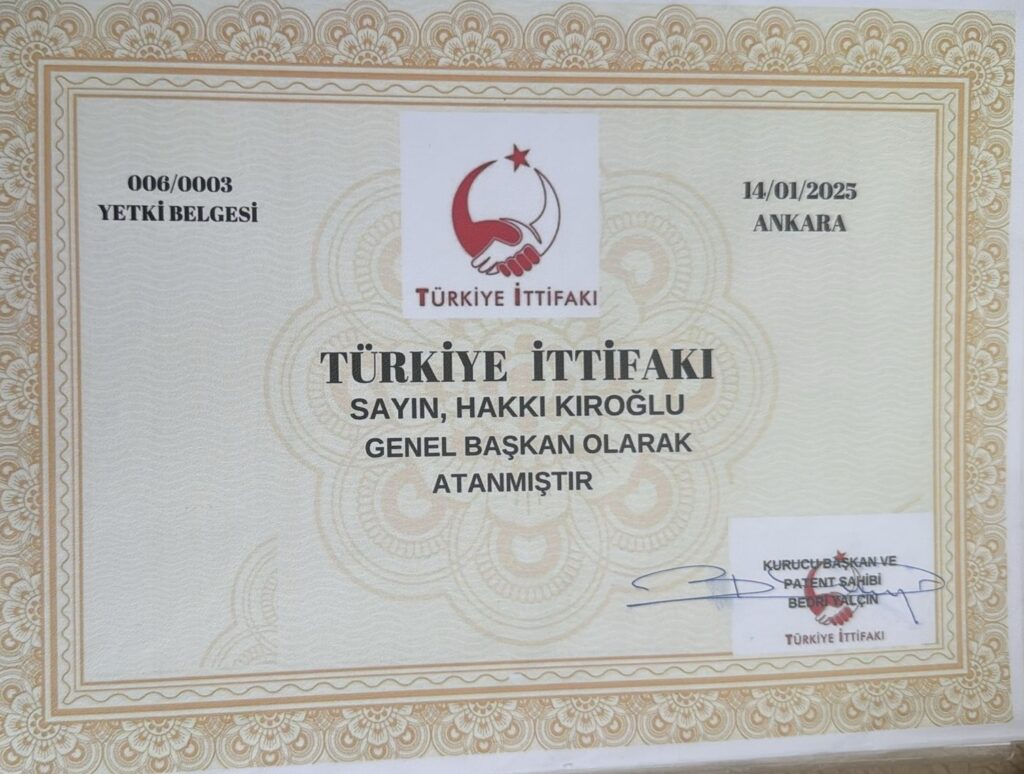 006/0003
YETKİ BELGESİ
14/01/2025
ANKARA
TÜRKİYE İTTİFAKI
TÜRKİYE İTTİFAKI
SAYIN, HAKKI KIROĞLU
GENEL BAŞKAN OLARAK
ATANMIŞTIR
KURUCU BAŞKAN VE
PATENT SAHİBİ
BEDRİ YALÇIN
TÜRKİYE İTTİFAKI